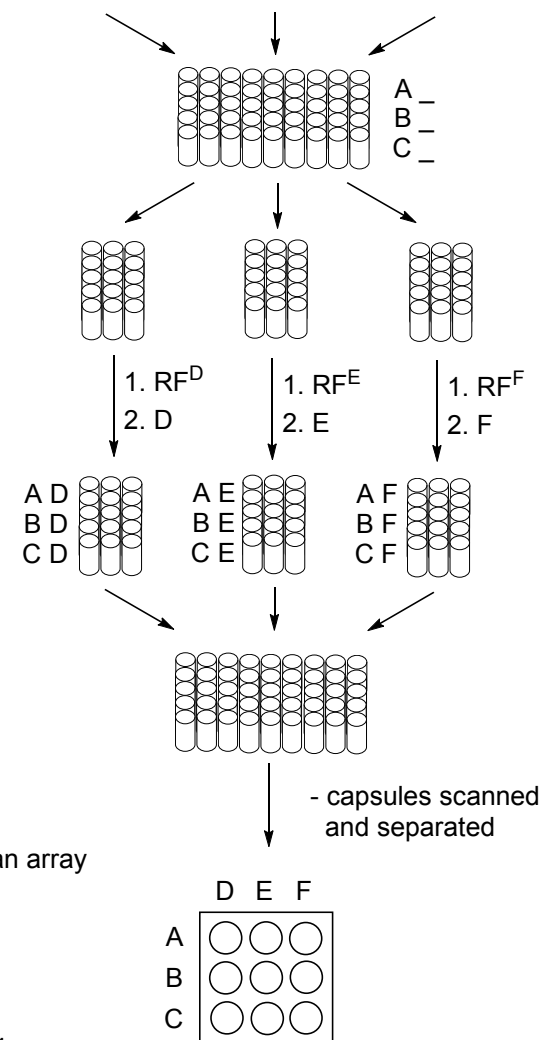 A _
B _
C _
1. RF^D
2. D
1. RF^E
2. E
1. RF^F
2. F
A D
B D
C D
A E
B E
C E
A F
B F
C F
- capsules scanned
and separated
an array
D E F
A
B
C